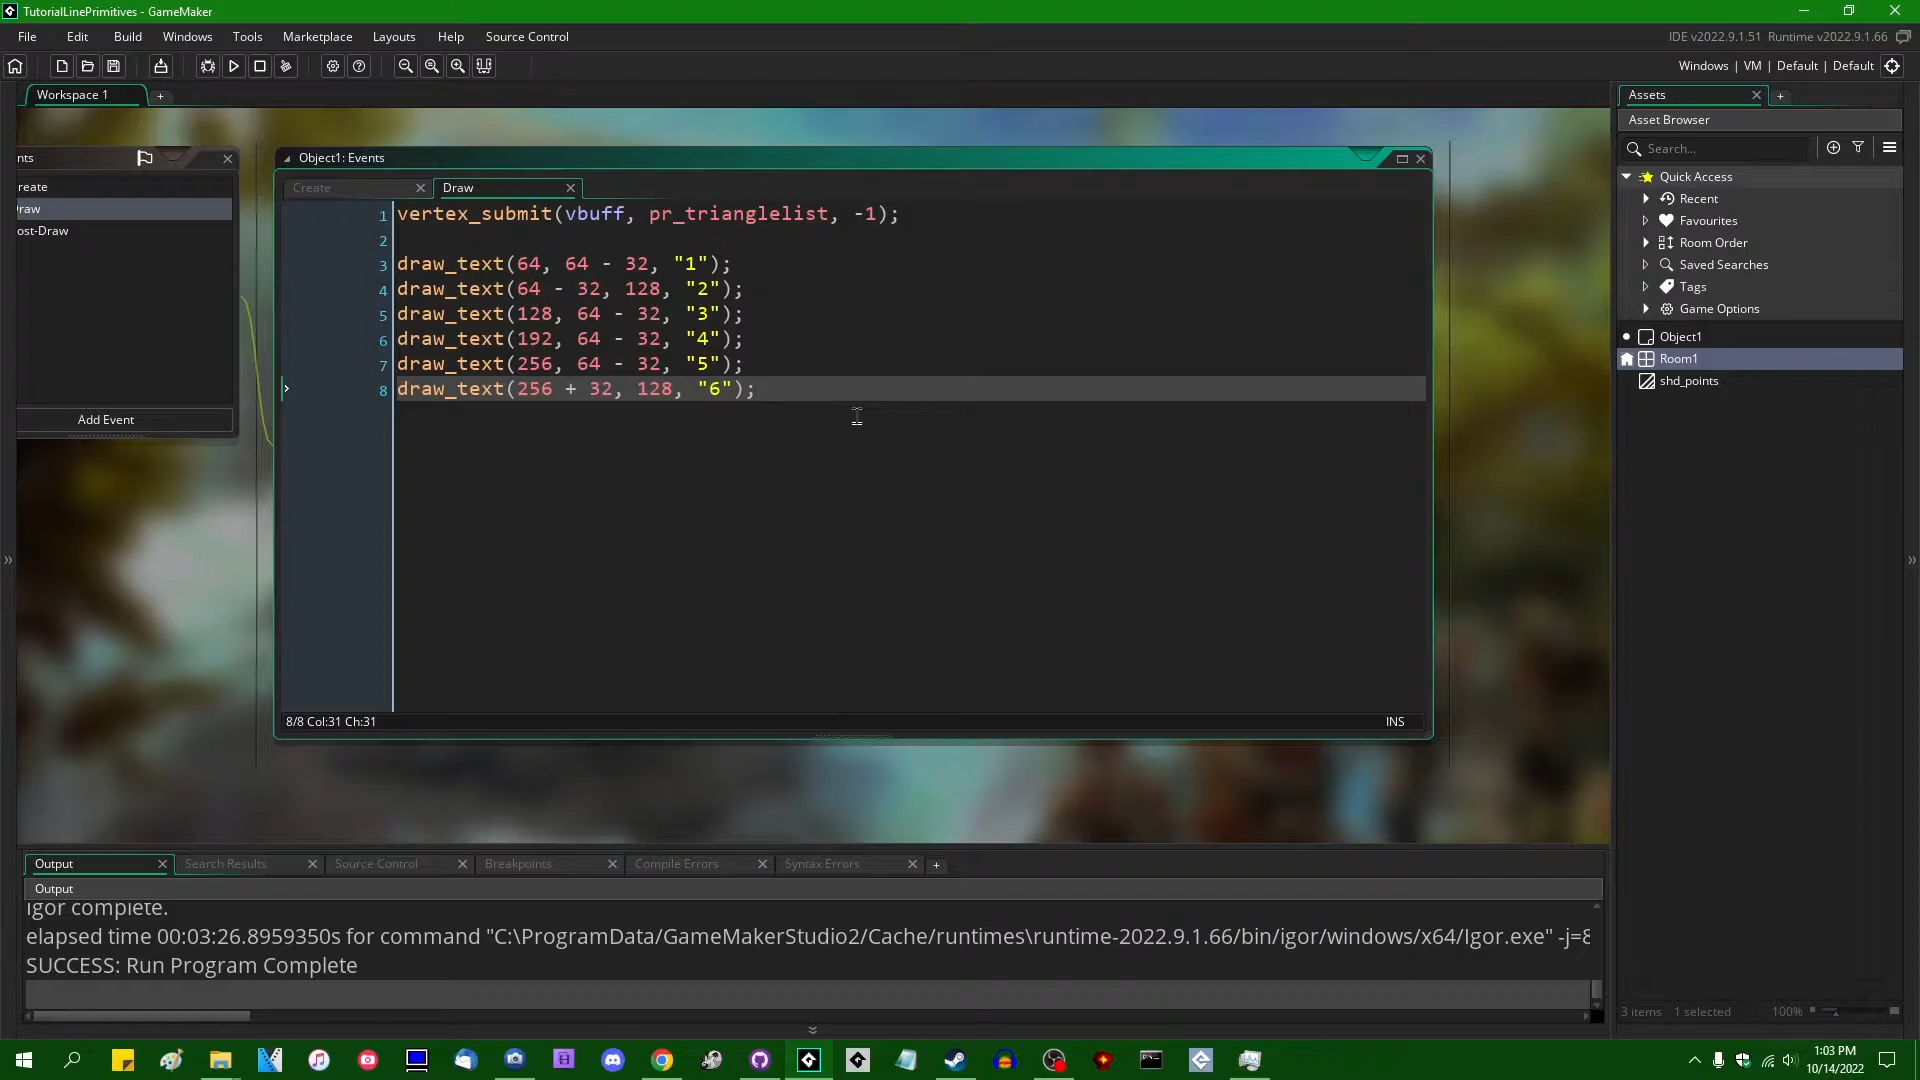 TutorialLinePrimitives - GameMaker
File Edit Build Windows Tools Marketplace Layouts Help Source Control
IDE v2022.9.1.51 Runtime v2022.9.1.66
Windows | VM | Default | Default
Workspace 1
Assets
Asset Browser
Search...
Quick Access
Recent
Favourites
Room Order
Saved Searches
Tags
Game Options
Object1
Room1
shd_points
3 items 1 selected 100%
nts
reate
raw
ost-Draw
Add Event
Object1: Events
Create Draw
1 vertex_submit(vbuff, pr_trianglelist, -1);
2
3 draw_text(64, 64 - 32, "1");
4 draw_text(64 - 32, 128, "2");
5 draw_text(128, 64 - 32, "3");
6 draw_text(192, 64 - 32, "4");
7 draw_text(256, 64 - 32, "5");
8 draw_text(256 + 32, 128, "6");
8/8 Col:31 Ch:31 INS
Output Search Results Source Control Breakpoints Compile Errors Syntax Errors
Output
Igor complete.
elapsed time 00:03:26.8959350s for command "C:\ProgramData/GameMakerStudio2/Cache/runtimes\runtime-2022.9.1.66/bin/igor/windows/x64/Igor.exe" -j=8
SUCCESS: Run Program Complete
1:03 PM
10/14/2022